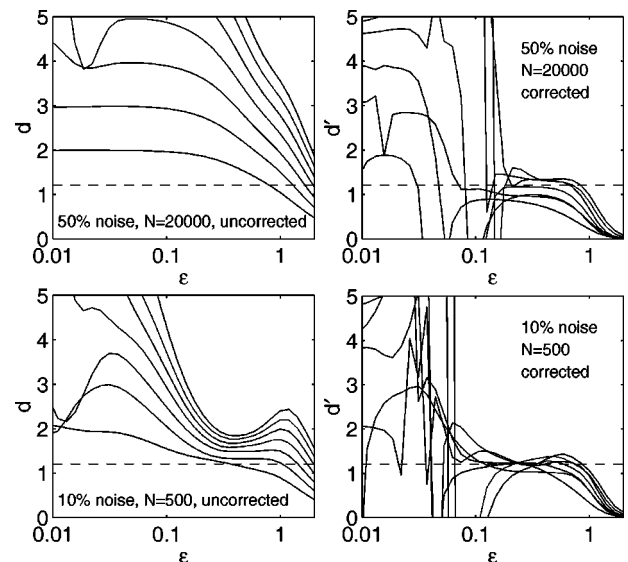 5
4
3
2
1
0
d
50% noise, N=20000, uncorrected
0.01 0.1 1
ε
5
4
3
2
1
0
d'
50% noise
N=20000
corrected
0.01 0.1 1
ε
5
4
3
2
1
0
d
10% noise, N=500, uncorrected
0.01 0.1 1
ε
5
4
3
2
1
0
d'
10% noise
N=500
corrected
0.01 0.1 1
ε